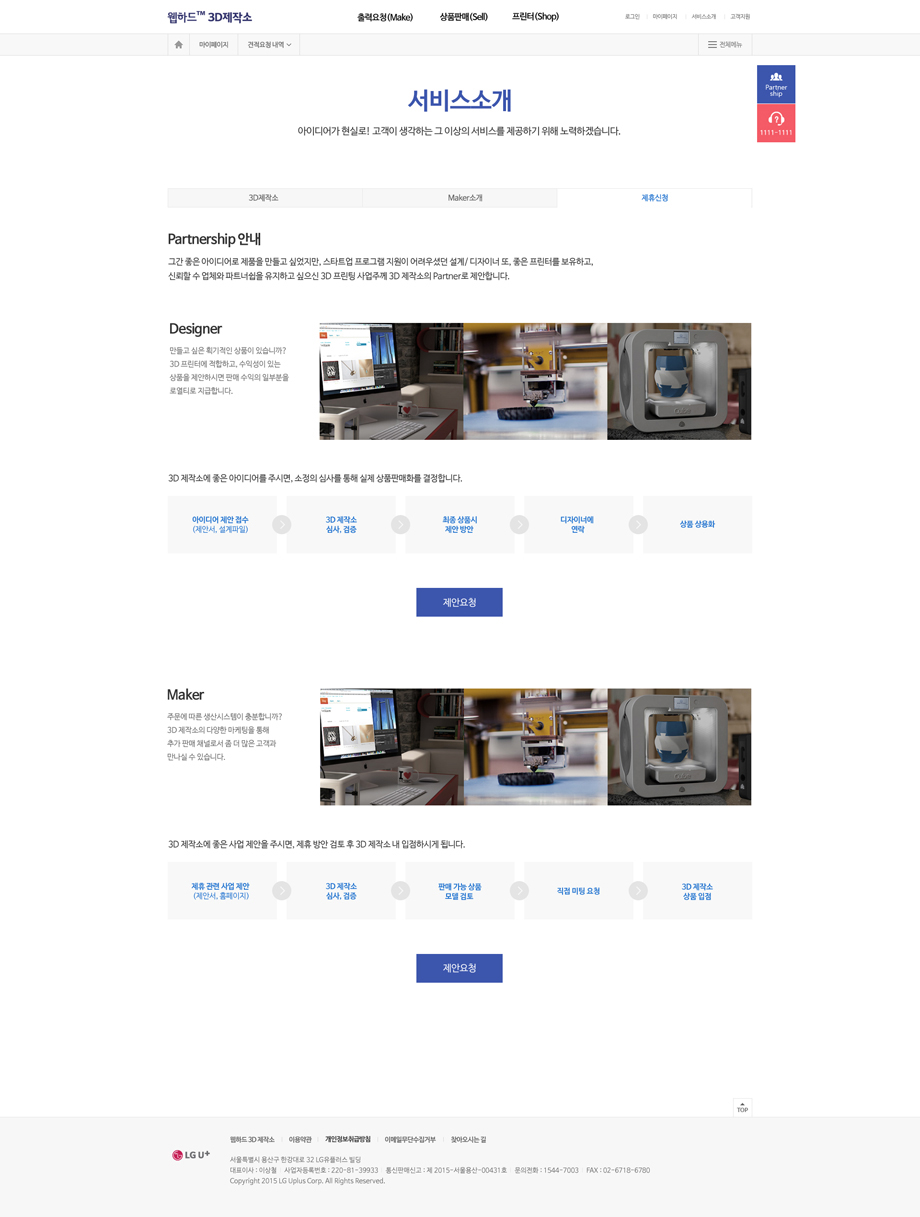 웹하드™ 3D제작소
출력요청(Make) 상품판매(Sell) 프린터(Shop)
로그인 마이페이지 서비스소개 고객지원
마이페이지 견적요청 내역 전체메뉴
Partner
ship
1111-1111
서비스소개
아이디어가 현실로! 고객이 생각하는 그 이상의 서비스를 제공하기 위해 노력하겠습니다.
3D제작소 Maker소개 제휴신청
Partnership 안내
그간 좋은 아이디어로 제품을 만들고 싶었지만, 스타트업 프로그램 지원이 어려우셨던 설계/ 디자이너 또, 좋은 프린터를 보유하고,
신뢰할 수 업체와 파트너쉽을 유지하고 싶으신 3D 프린팅 사업주께 3D 제작소의 Partner로 제안합니다.
Designer
만들고 싶은 획기적인 상품이 있습니까?
3D 프린터에 적합하고, 수익성이 있는
상품을 제안하시면 판매 수익의 일부분을
로열티로 지급합니다.
3D 제작소에 좋은 아이디어를 주시면, 소정의 심사를 통해 실제 상품판매화를 결정합니다.
아이디어 제안 접수
(제안서, 설계파일)
3D 제작소
심사, 검증
최종 상품시
제안 방안
디자이너에
연락
상품 상용화
제안요청
Maker
주문에 따른 생산시스템이 충분합니까?
3D 제작소의 다양한 마케팅을 통해
추가 판매 채널로서 좀 더 많은 고객과
만나실 수 있습니다.
3D 제작소에 좋은 사업 제안을 주시면, 제휴 방안 검토 후 3D 제작소 내 입점하시게 됩니다.
제휴 관련 사업 제안
(제안서, 홈페이지)
3D 제작소
심사, 검증
판매 가능 상품
모델 검토
직접 미팅 요청
3D 제작소
상품 입점
제안요청
TOP
웹하드 3D 제작소 이용약관 개인정보취급방침 이메일무단수집거부 찾아오시는 길
LG U+
서울특별시 용산구 한강대로 32 LG유플러스 빌딩
대표이사 : 이상철 사업자등록번호 : 220-81-39933 통신판매신고 : 제 2015-서울용산-00431호 문의전화 : 1544-7003 FAX : 02-6718-6780
Copyright 2015 LG Uplus Corp. All Rights Reserved.